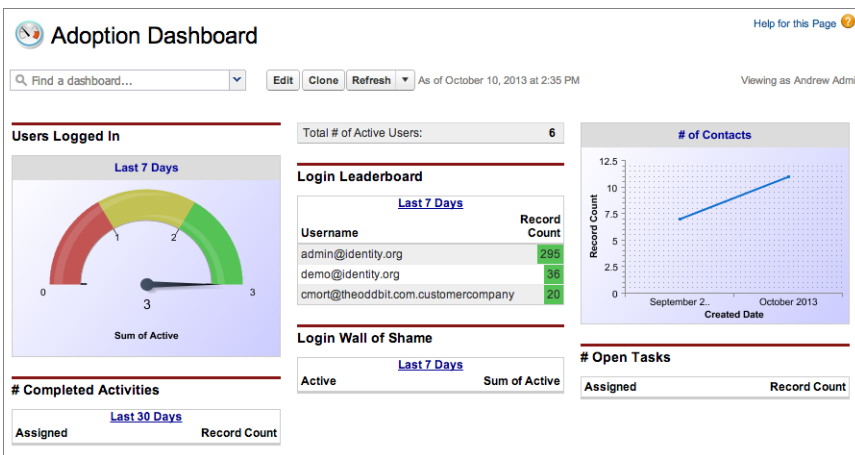 Adoption Dashboard
Help for this Page
Find a dashboard...
Edit Clone Refresh As of October 10, 2013 at 2:35 PM
Viewing as Andrew Admi
Users Logged In
Last 7 Days
0 1 2 3
3
Sum of Active
# Completed Activities
Last 30 Days
Assigned Record Count
Total # of Active Users: 6
Login Leaderboard
Last 7 Days
Username Record Count
admin@identity.org 295
demo@identity.org 36
cmort@theoddbit.com.customercompany 20
Login Wall of Shame
Last 7 Days
Active Sum of Active
# of Contacts
Record Count
12.5
10
7.5
5
2.5
0
September 2.. October 2013
Created Date
# Open Tasks
Assigned Record Count